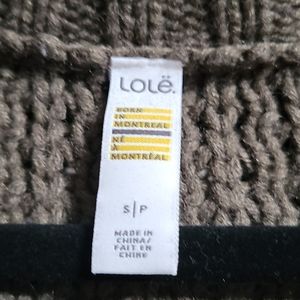 LOLË.
BORN
IN
MONTREAL
NÉ
À
MONTRÉAL
S|P
MADE IN
CHINA/
FAIT EN
CHINE